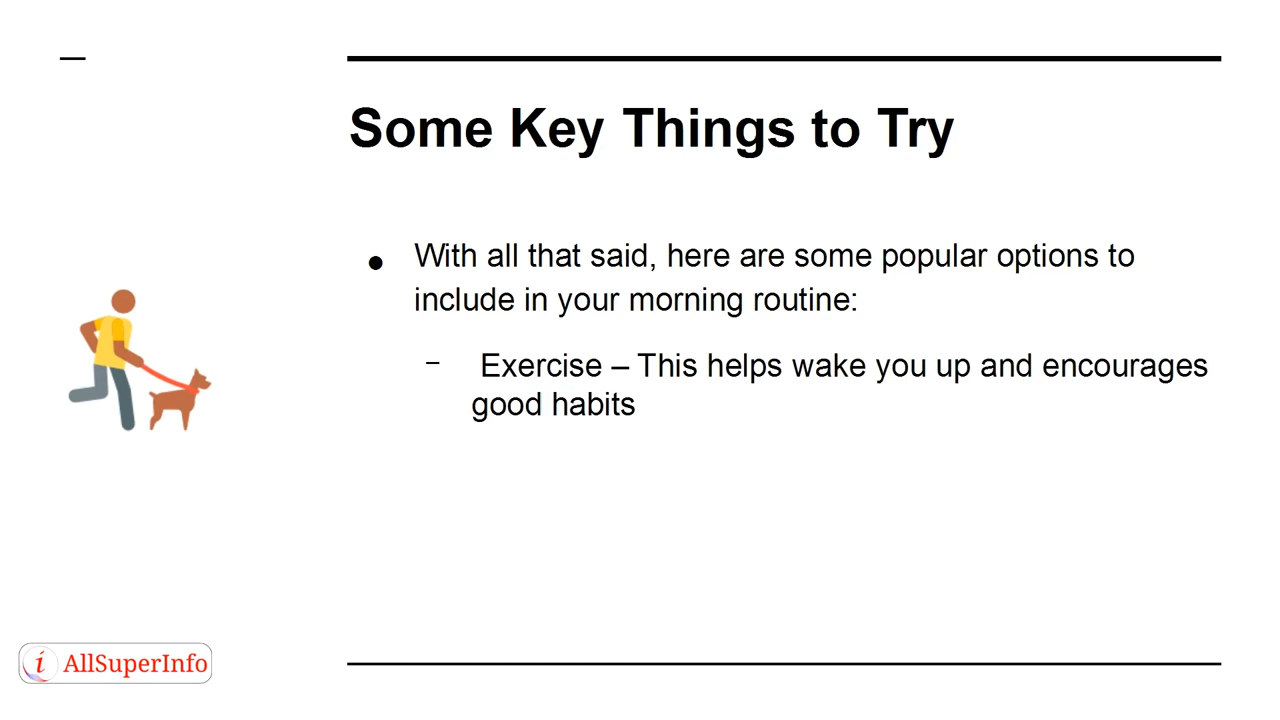 Some Key Things to Try
● With all that said, here are some popular options to
include in your morning routine:
– Exercise – This helps wake you up and encourages
good habits
i AllSuperInfo